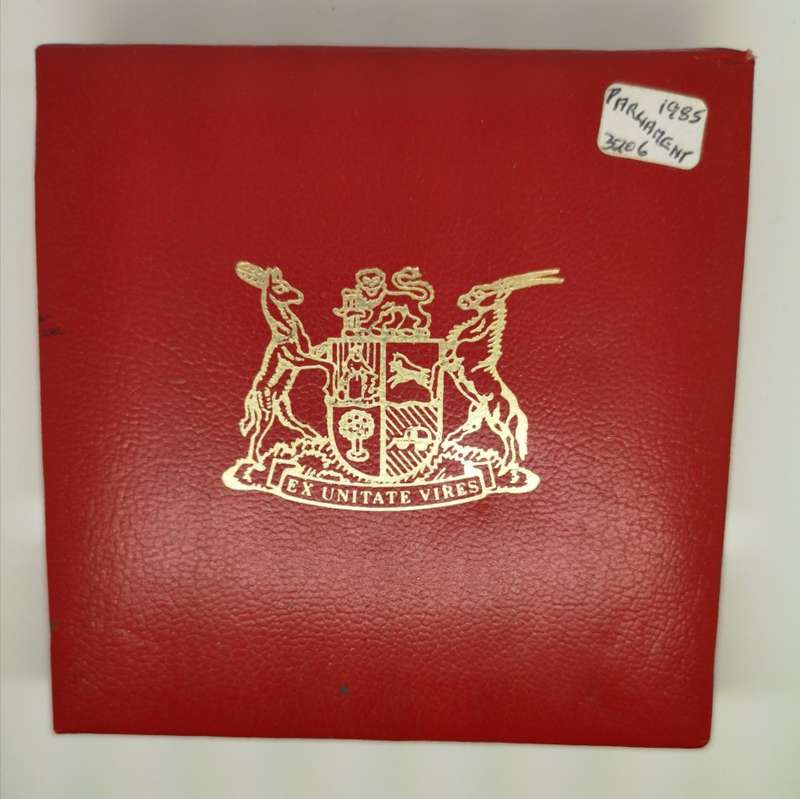 1985
PARLIAMENT
3206
EX UNITATE VIRES